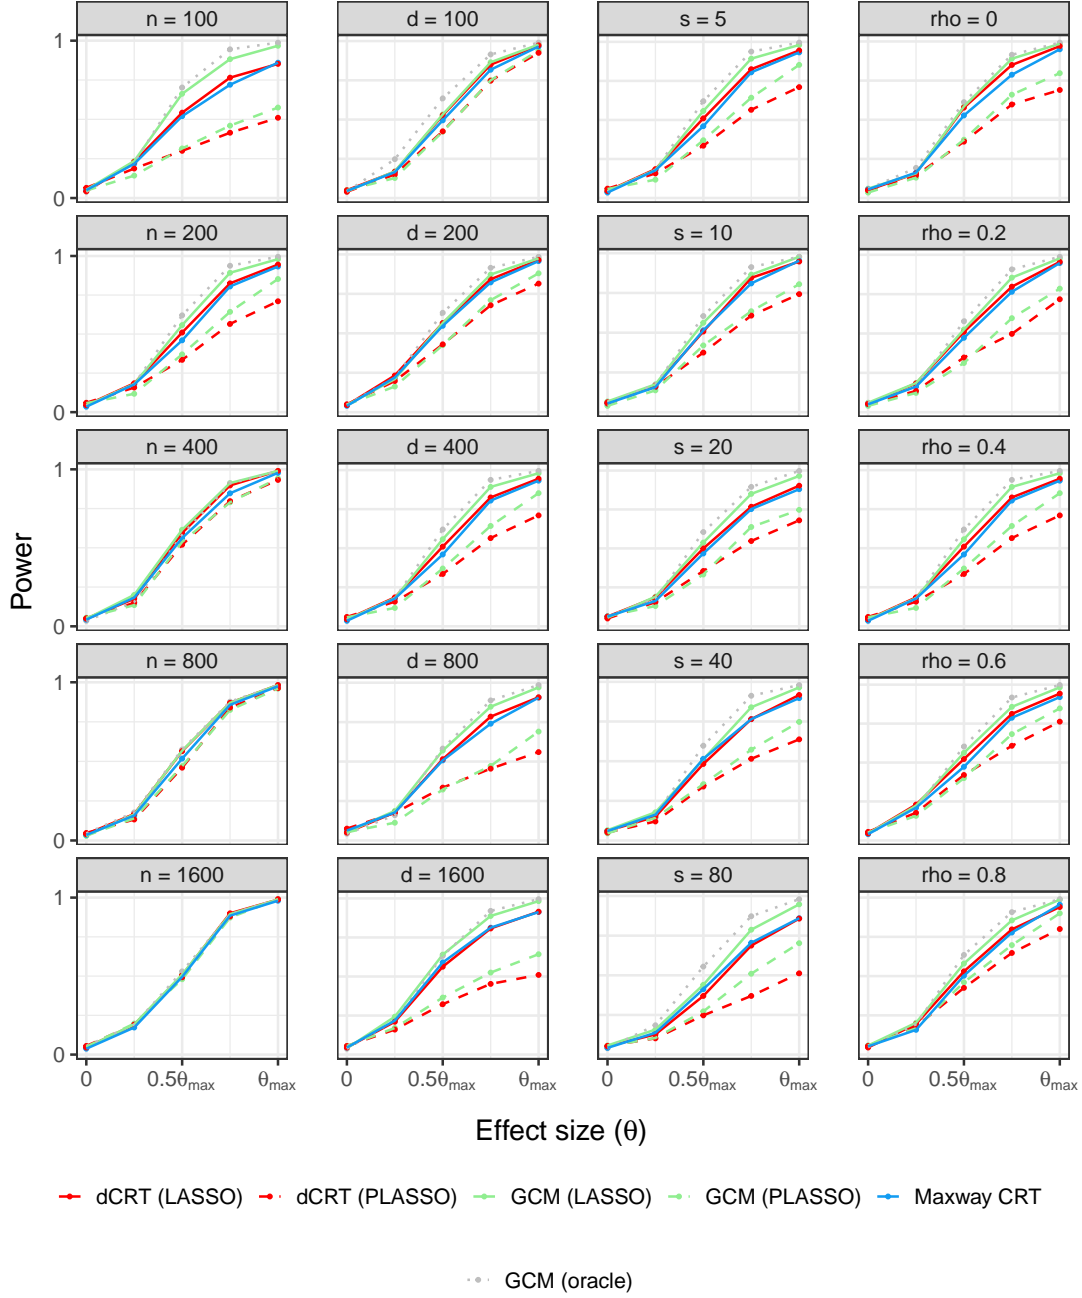 n = 100 d = 100 s = 5 rho = 0
1
0
n = 200 d = 200 s = 10 rho = 0.2
1
0
n = 400 d = 400 s = 20 rho = 0.4
1
0
n = 800 d = 800 s = 40 rho = 0.6
1
0
n = 1600 d = 1600 s = 80 rho = 0.8
1
0
Power
0 0.5θmax θmax 0 0.5θmax θmax 0 0.5θmax θmax 0 0.5θmax θmax
Effect size (θ)
dCRT (LASSO) dCRT (PLASSO) GCM (LASSO) GCM (PLASSO) Maxway CRT
GCM (oracle)